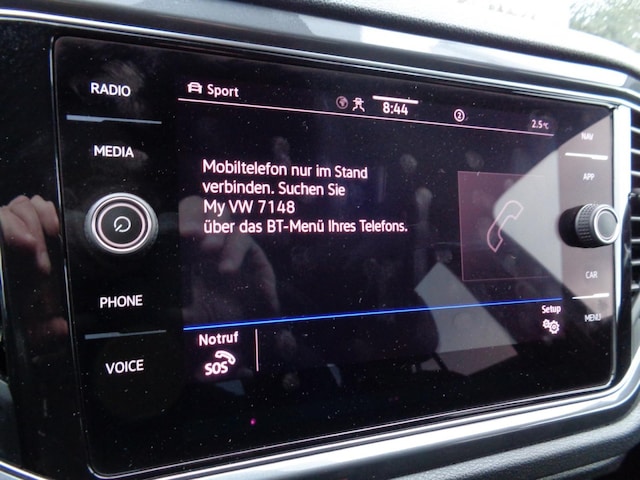 RADIO
MEDIA
PHONE
VOICE
Sport
8:44
2
2.5°C
Mobiltelefon nur im Stand
verbinden. Suchen Sie
My VW 7148
über das BT-Menü Ihres Telefons.
Notruf
SOS
Setup
NAV
APP
CAR
MENU